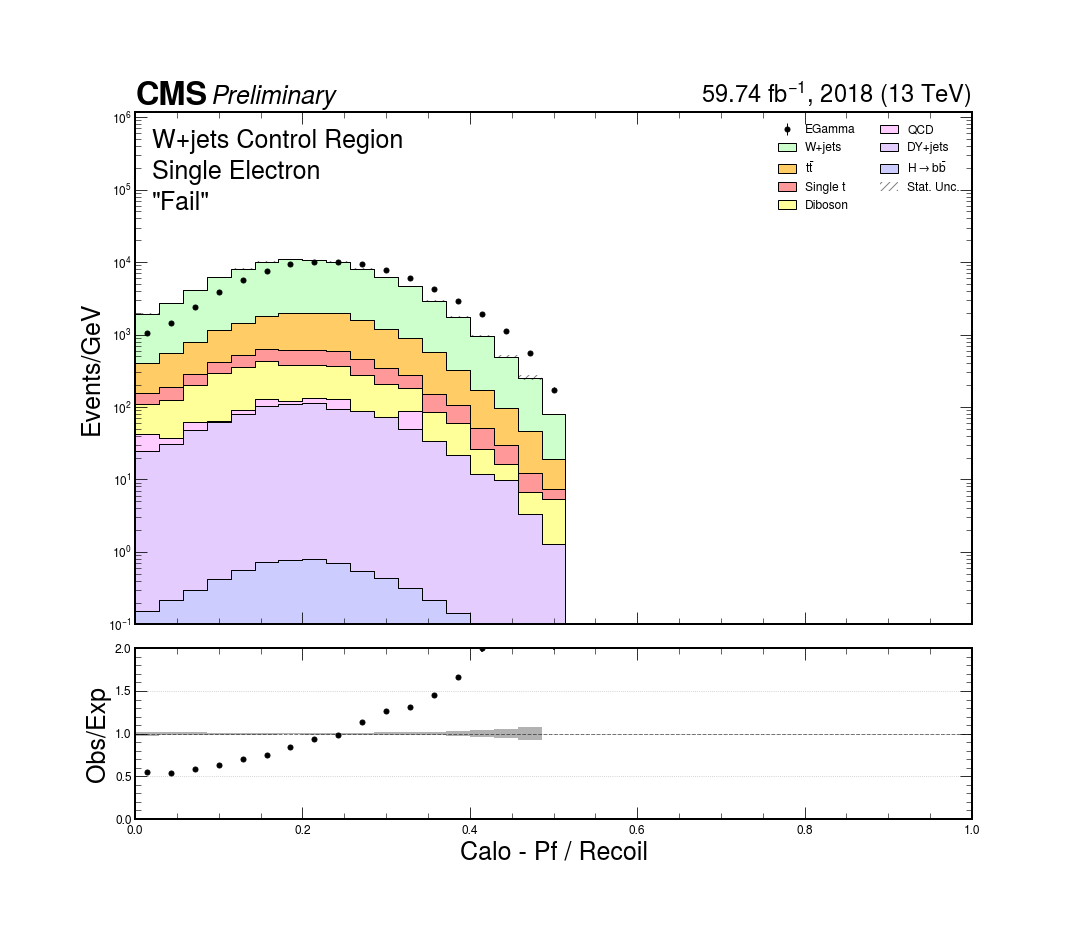 CMS Preliminary
59.74 fb⁻¹, 2018 (13 TeV)
W+jets Control Region
Single Electron
"Fail"
EGamma
W+jets
tt̄
Single t
Diboson
QCD
DY+jets
H→bb̄
Stat. Unc.
Events/GeV
10⁶
10⁵
10⁴
10³
10²
10¹
10⁰
10⁻¹
Obs/Exp
2.0
1.5
1.0
0.5
0.0
0.0 0.2 0.4 0.6 0.8 1.0
Calo - Pf / Recoil